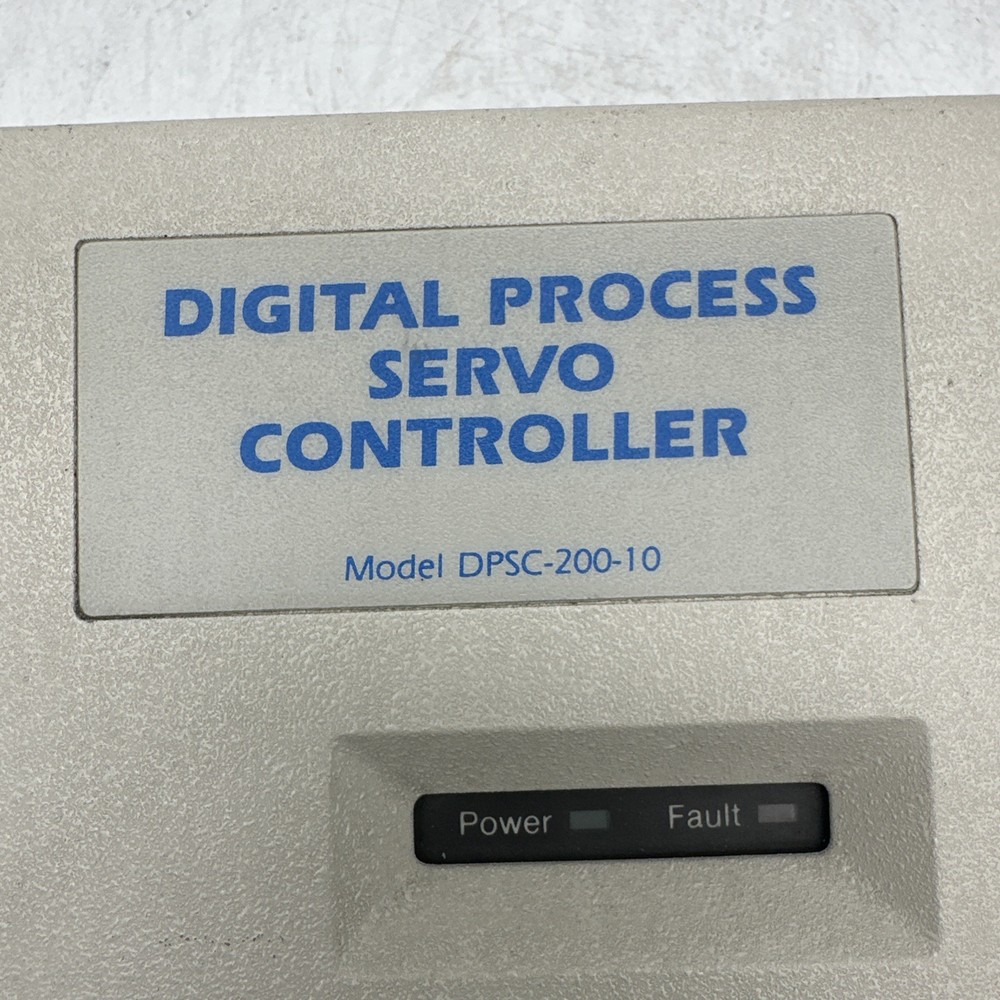 DIGITAL PROCESS
SERVO
CONTROLLER
Model DPSC-200-10
Power Fault